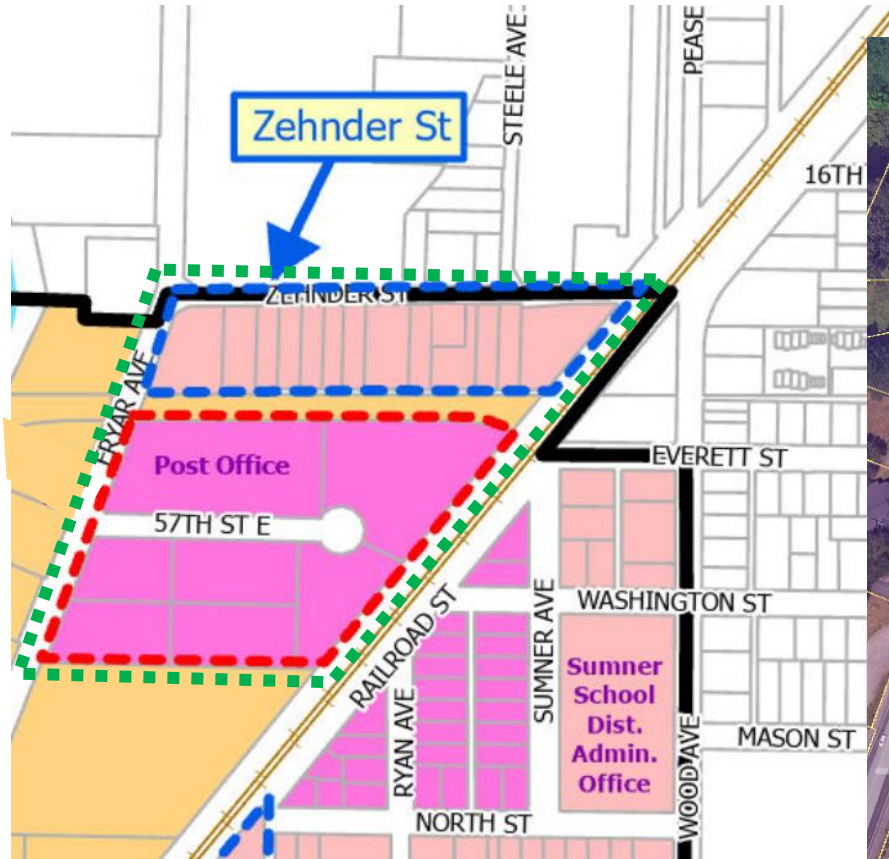 STEELE AVE
PEASE
Zehnder St
16TH
ZEHNDER ST
FRYAR AVE
Post Office
EVERETT ST
57TH ST E
RAILROAD ST
SUMNER AVE
WASHINGTON ST
Sumner
School
Dist.
Admin.
Office
RYAN AVE
WOOD AVE
MASON ST
NORTH ST